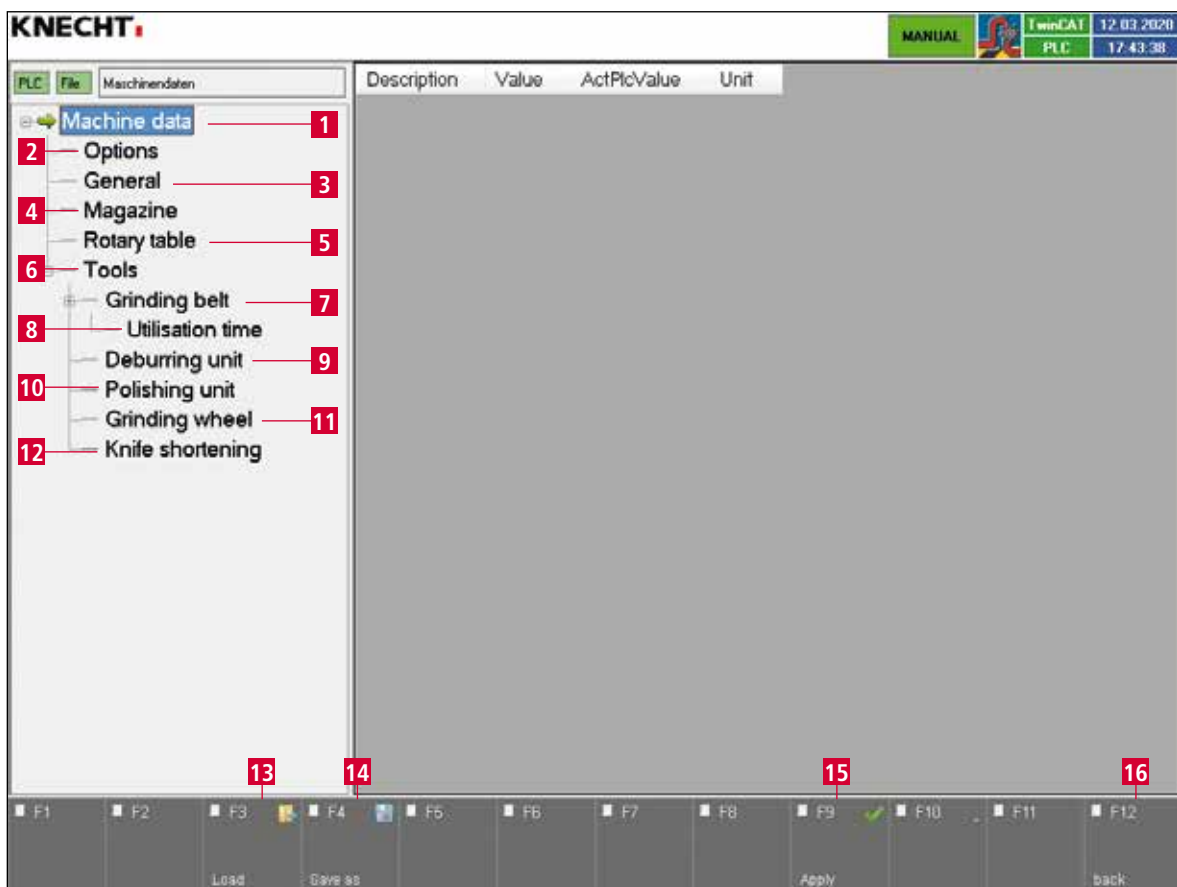 KNECHT
MANUAL
TwinCAT 12.03.2020
PLC 17:43:38
PLC File Maschinendaten
Description Value ActPlcValue Unit
Machine data 1
2 Options
General 3
4 Magazine
Rotary table 5
6 Tools
Grinding belt 7
8 Utilisation time
Deburring unit 9
10 Polishing unit
Grinding wheel 11
12 Knife shortening
13 14 15 16
F1 F2 F3 F4 F5 F6 F7 F8 F9 F10 F11 F12
Load Save as Apply back